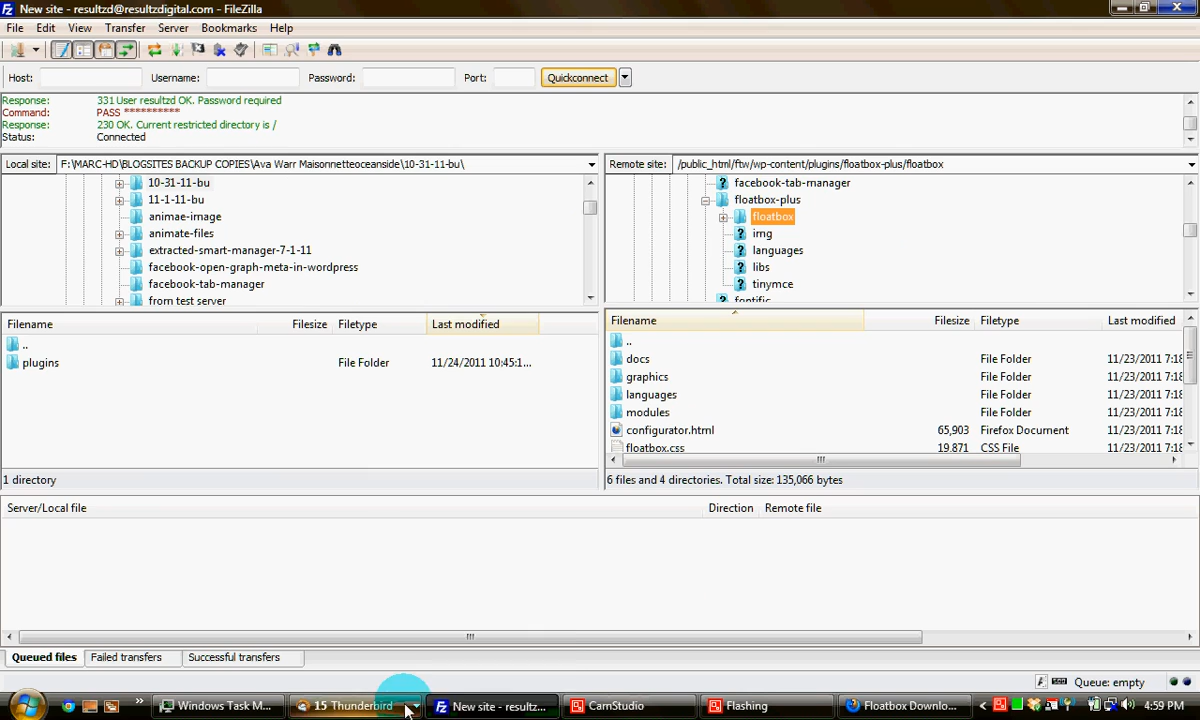 New site - resultzd@resultzdigital.com - FileZilla
File Edit View Transfer Server Bookmarks Help
Host: Username: Password: Port: Quickconnect
Response: 331 User resultzd OK. Password required
Command: PASS **********
Response: 230 OK. Current restricted directory is /
Status: Connected
Local site: F:\MARC-HD\BLOGSITES BACKUP COPIES\Ava Warr Maisonnetteoceanside\10-31-11-bu\
10-31-11-bu
11-1-11-bu
animae-image
animate-files
extracted-smart-manager-7-1-11
facebook-open-graph-meta-in-wordpress
facebook-tab-manager
from test server
Remote site: /public_html/ftw/wp-content/plugins/floatbox-plus/floatbox
facebook-tab-manager
floatbox-plus
floatbox
img
languages
libs
tinymce
fontific
Filename Filesize Filetype Last modified
..
plugins File Folder 11/24/2011 10:45:1...
1 directory
Filename Filesize Filetype Last modified
..
docs File Folder 11/23/2011 7:18
graphics File Folder 11/23/2011 7:18
languages File Folder 11/23/2011 7:18
modules File Folder 11/23/2011 7:18
configurator.html 65,903 Firefox Document 11/23/2011 7:18
floatbox.css 19,871 CSS File 11/23/2011 7:18
6 files and 4 directories. Total size: 135,066 bytes
Server/Local file Direction Remote file
Queued files Failed transfers Successful transfers
Queue: empty
Windows Task M... 15 Thunderbird New site - resultz... CamStudio Flashing Floatbox Downlo... 4:59 PM